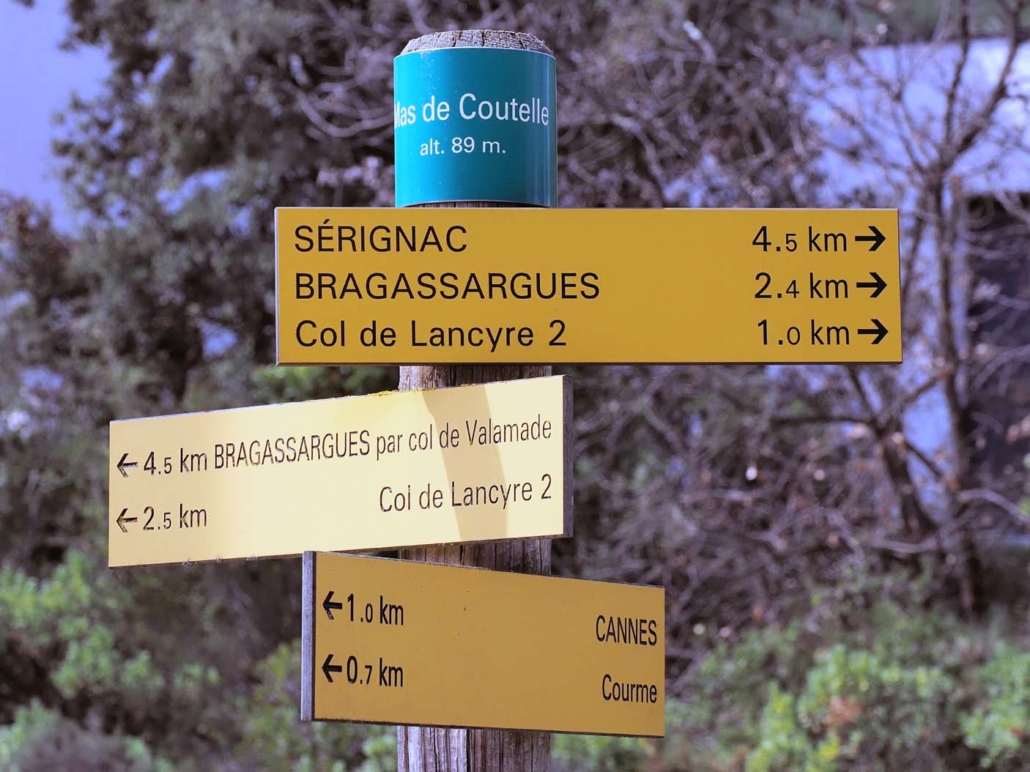 Mas de Coutelle
alt. 89 m.
SÉRIGNAC 4.5 km →
BRAGASSARGUES 2.4 km →
Col de Lancyre 2 1.0 km →
← 4.5 km BRAGASSARGUES par col de Valamade
← 2.5 km Col de Lancyre 2
← 1.0 km CANNES
← 0.7 km Courme